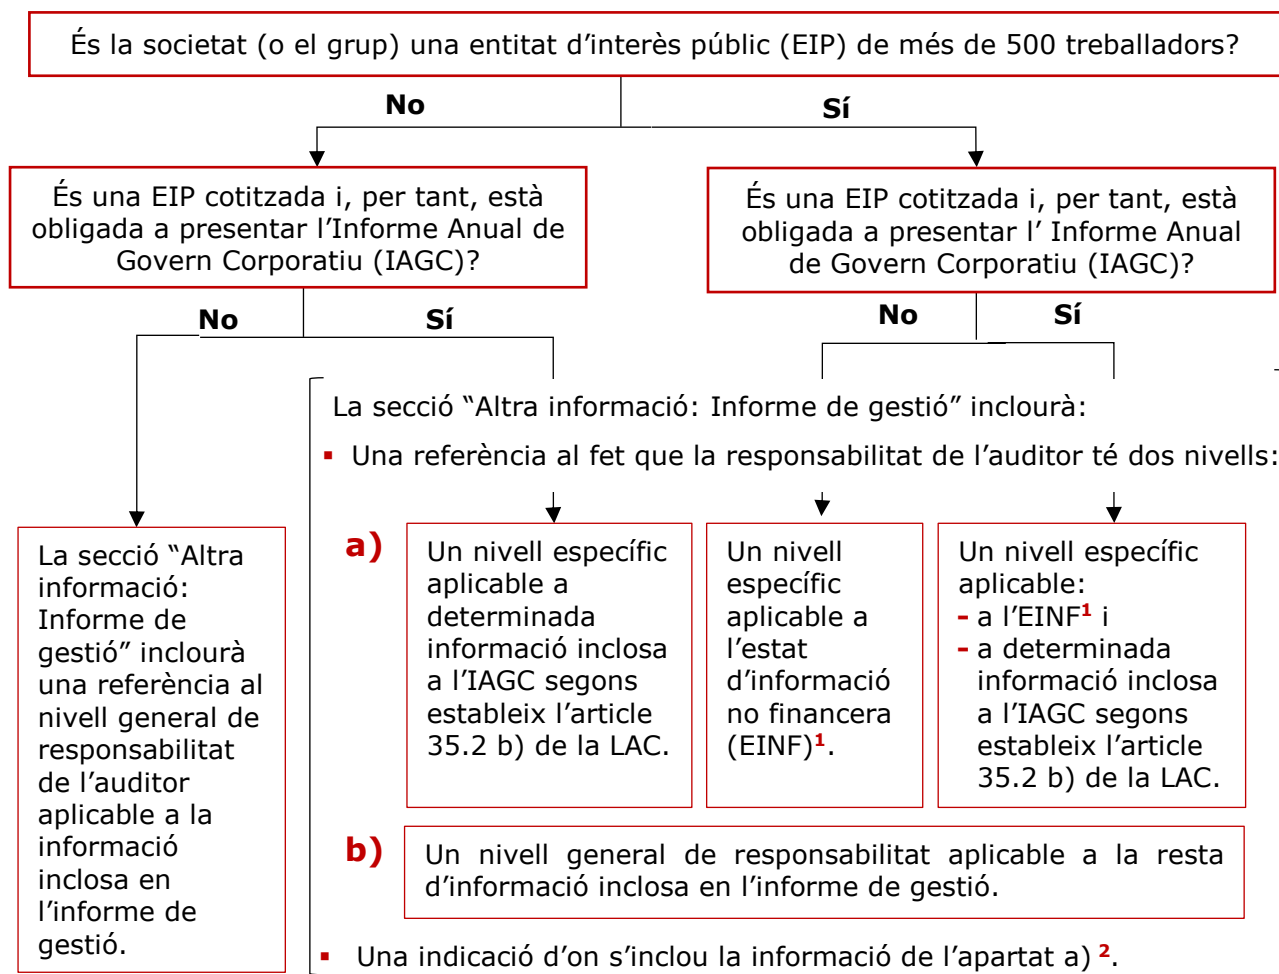 És la societat (o el grup) una entitat d’interès públic (EIP) de més de 500 treballadors?
No
Sí
És una EIP cotitzada i, per tant, està
obligada a presentar l’Informe Anual de
Govern Corporatiu (IAGC)?
És una EIP cotitzada i, per tant, està
obligada a presentar l’ Informe Anual
de Govern Corporatiu (IAGC)?
No
Sí
No
Sí
La secció “Altra
informació:
Informe de
gestió” inclourà
una referència al
nivell general de
responsabilitat
de l’auditor
aplicable a la
informació
inclosa en
l’informe de
gestió.
La secció “Altra informació: Informe de gestió” inclourà:
▪ Una referència al fet que la responsabilitat de l’auditor té dos nivells:
a)
Un nivell específic
aplicable a
determinada
informació inclosa
a l’IAGC segons
estableix l’article
35.2 b) de la LAC.
Un nivell
específic
aplicable a
l’estat
d’informació
no financera
(EINF)¹.
Un nivell específic
aplicable:
- a l’EINF¹ i
- a determinada
informació inclosa
a l’IAGC segons
estableix l’article
35.2 b) de la LAC.
b)
Un nivell general de responsabilitat aplicable a la resta
d’informació inclosa en l’informe de gestió.
▪ Una indicació d’on s’inclou la informació de l’apartat a) ².